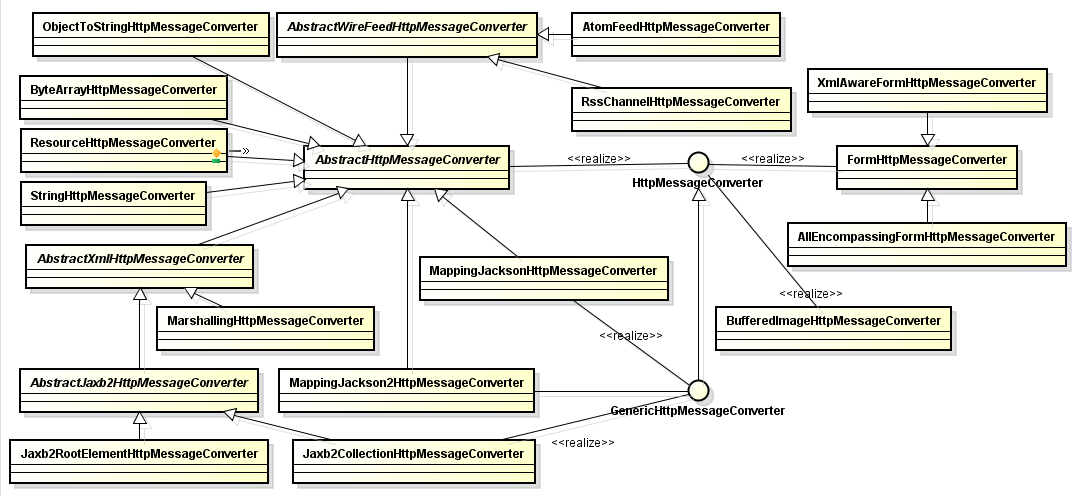 ObjectToStringHttpMessageConverter
AbstractWireFeedHttpMessageConverter
AtomFeedHttpMessageConverter
ByteArrayHttpMessageConverter
RssChannelHttpMessageConverter
XmlAwareFormHttpMessageConverter
ResourceHttpMessageConverter
»
AbstractHttpMessageConverter
<<realize>>
HttpMessageConverter
<<realize>>
FormHttpMessageConverter
StringHttpMessageConverter
AllEncompassingFormHttpMessageConverter
AbstractXmlHttpMessageConverter
MappingJacksonHttpMessageConverter
<<realize>>
MarshallingHttpMessageConverter
BufferedImageHttpMessageConverter
<<realize>>
AbstractJaxb2HttpMessageConverter
MappingJackson2HttpMessageConverter
GenericHttpMessageConverter
<<realize>>
Jaxb2RootElementHttpMessageConverter
Jaxb2CollectionHttpMessageConverter